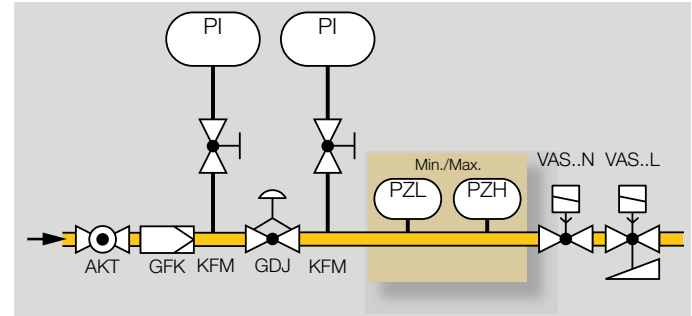 PI PI
Min./Max. VAS..N VAS..L
PZL PZH
AKT GFK KFM GDJ KFM